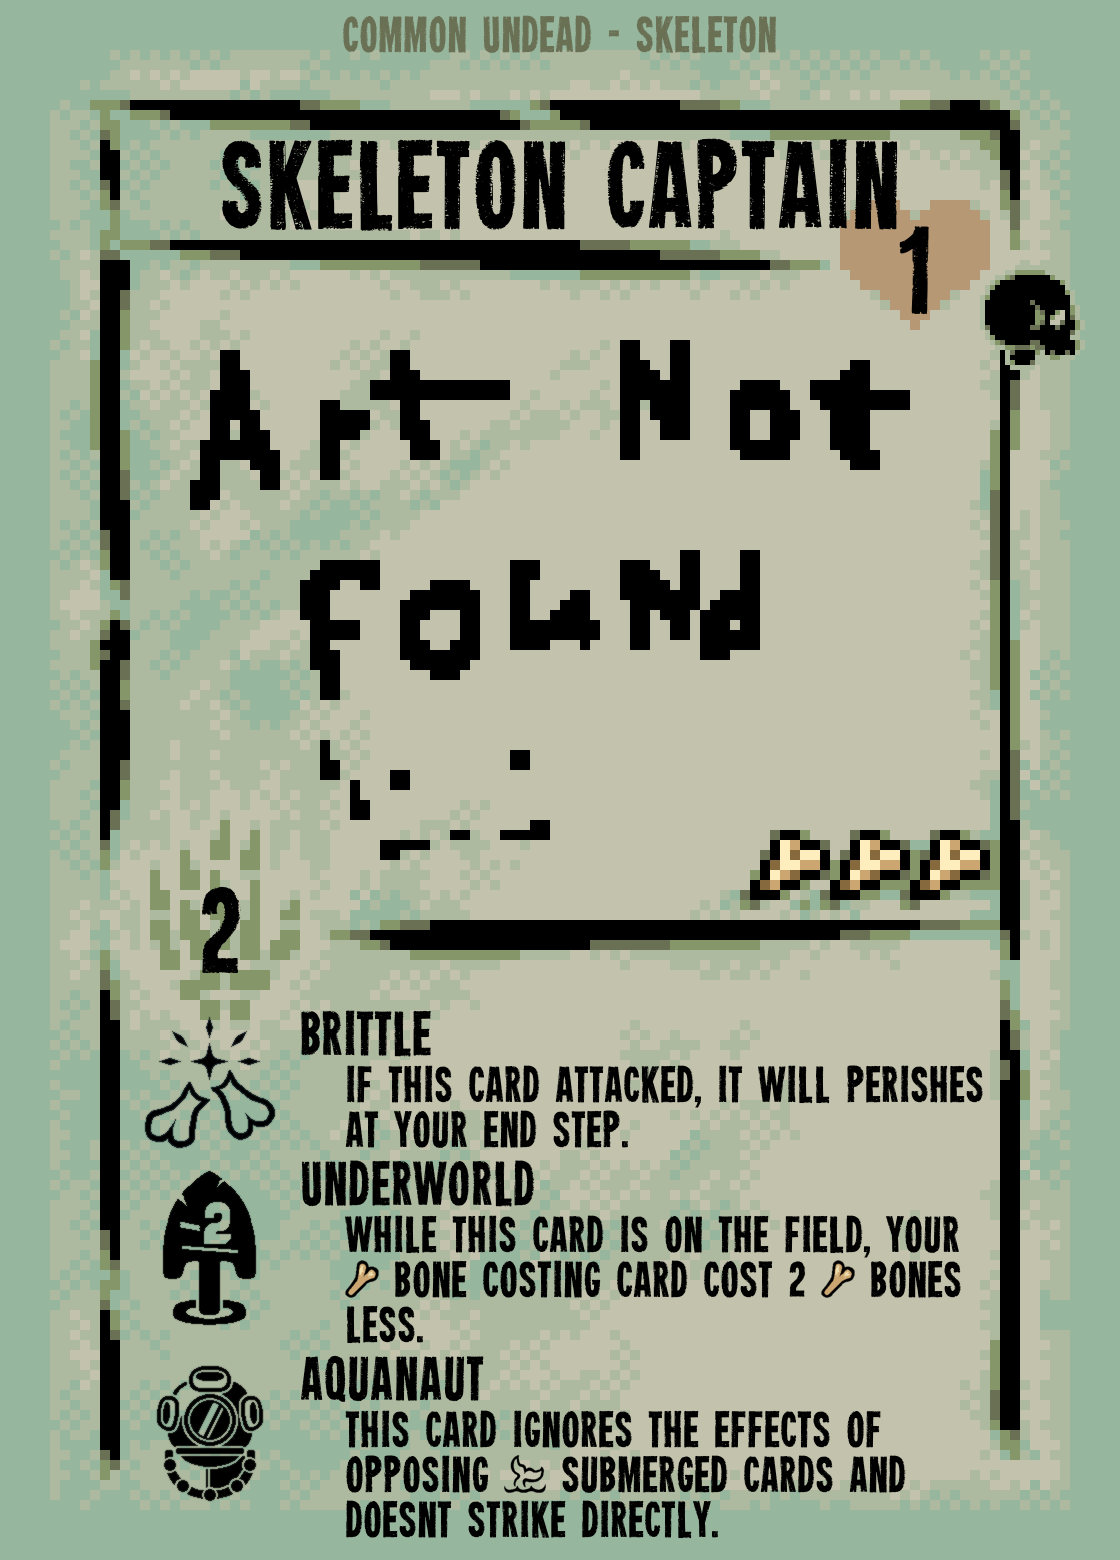 COMMON UNDEAD - SKELETON
SKELETON CAPTAIN
1
Art Not
Found
2
BRITTLE
IF THIS CARD ATTACKED, IT WILL PERISHES
AT YOUR END STEP.
2
UNDERWORLD
WHILE THIS CARD IS ON THE FIELD, YOUR
BONE COSTING CARD COST 2 BONES
LESS.
AQUANAUT
THIS CARD IGNORES THE EFFECTS OF
OPPOSING SUBMERGED CARDS AND
DOESNT STRIKE DIRECTLY.